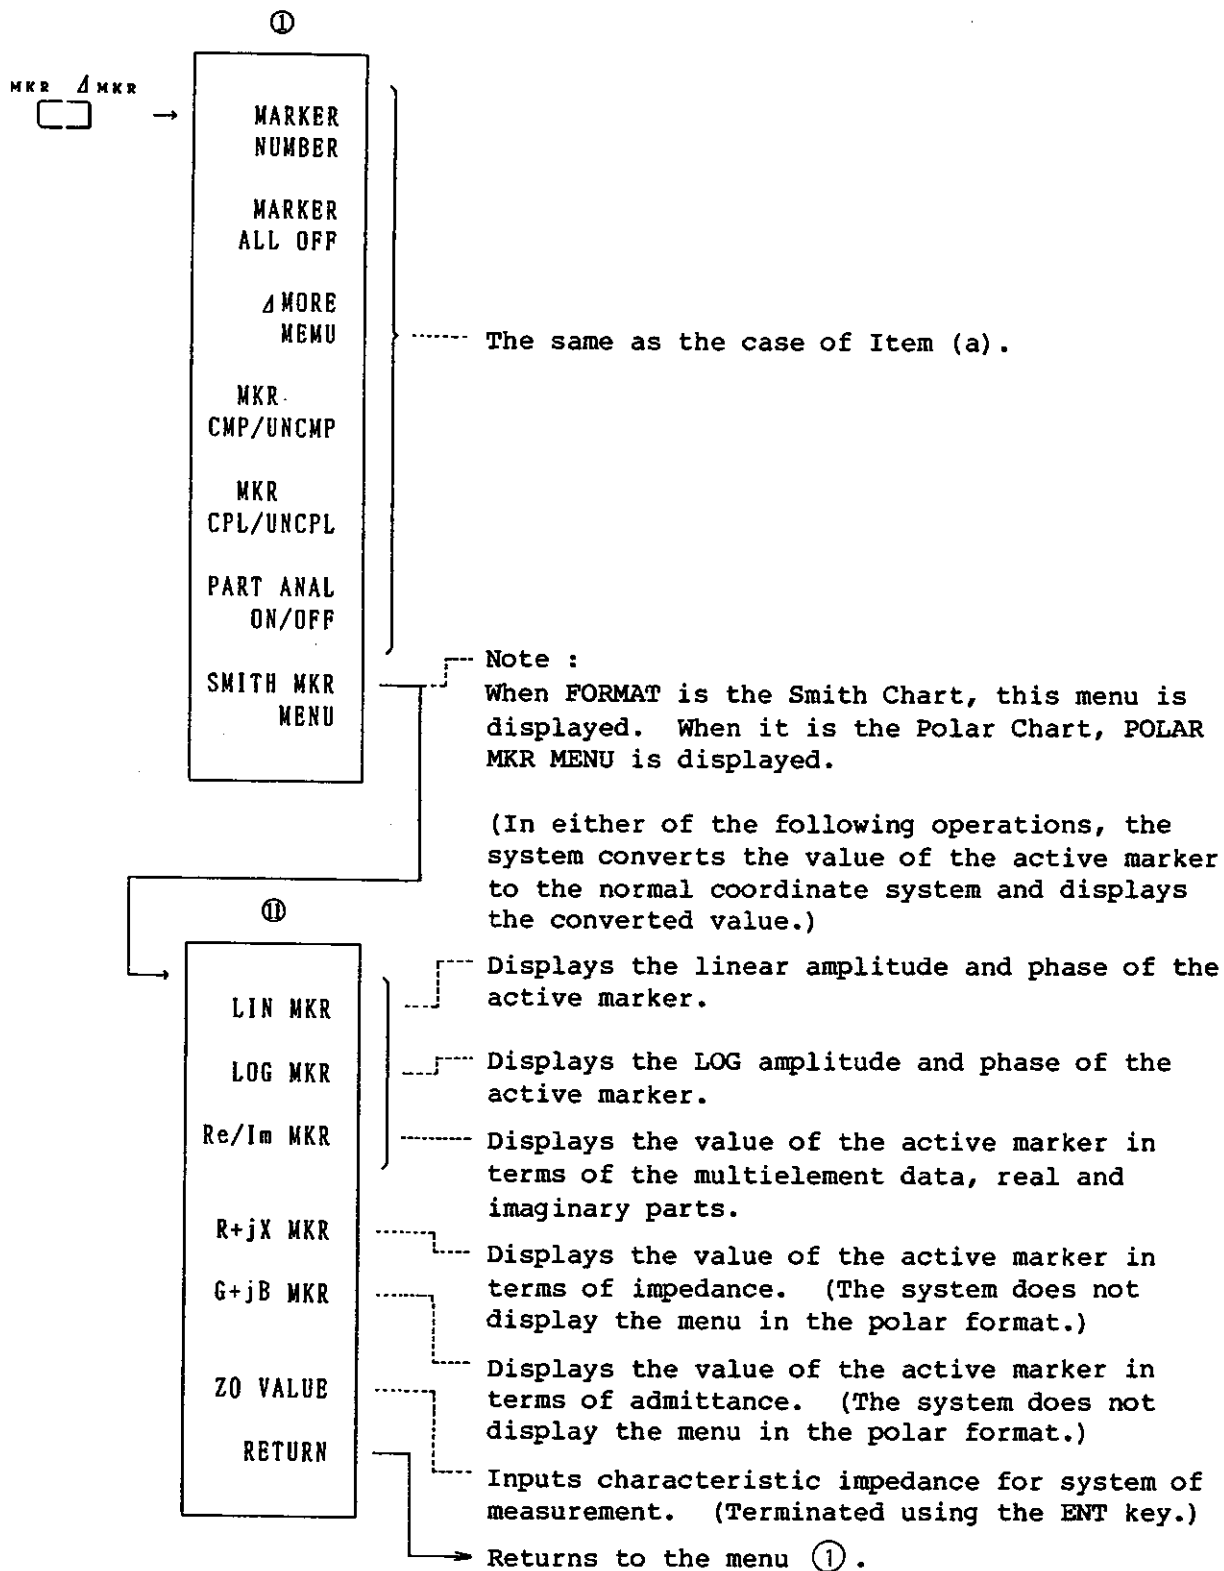 ①
MKR ⊿MKR
→
MARKER
NUMBER
MARKER
ALL OFF
⊿MORE
MEMU
The same as the case of Item (a).
MKR
CMP/UNCMP
MKR
CPL/UNCPL
PART ANAL
ON/OFF
SMITH MKR
MENU
Note :
When FORMAT is the Smith Chart, this menu is
displayed. When it is the Polar Chart, POLAR
MKR MENU is displayed.
(In either of the following operations, the
system converts the value of the active marker
to the normal coordinate system and displays
the converted value.)
LIN MKR
Displays the linear amplitude and phase of the
active marker.
LOG MKR
Displays the LOG amplitude and phase of the
active marker.
Re/Im MKR
Displays the value of the active marker in
terms of the multielement data, real and
imaginary parts.
R+jX MKR
Displays the value of the active marker in
terms of impedance. (The system does not
display the menu in the polar format.)
G+jB MKR
Displays the value of the active marker in
terms of admittance. (The system does not
display the menu in the polar format.)
Z0 VALUE
Inputs characteristic impedance for system of
measurement. (Terminated using the ENT key.)
RETURN
Returns to the menu ①.